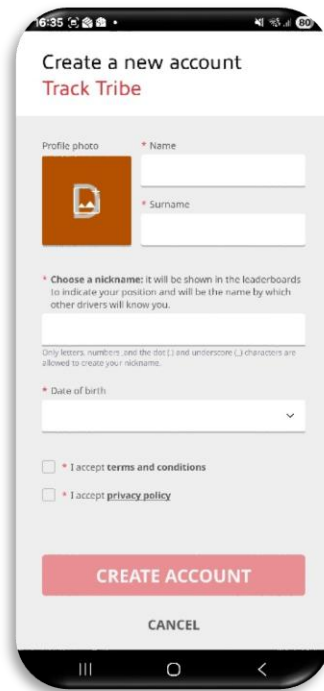 16:35
80
Create a new account
Track Tribe
Profile photo
* Name
* Surname
* Choose a nickname: it will be shown in the leaderboards
to indicate your position and will be the name by which
other drivers will know you.
Only letters, numbers ,and the dot (.) and underscore (_) characters are
allowed to create your nickname.
* Date of birth
* I accept terms and conditions
* I accept privacy policy
CREATE ACCOUNT
CANCEL